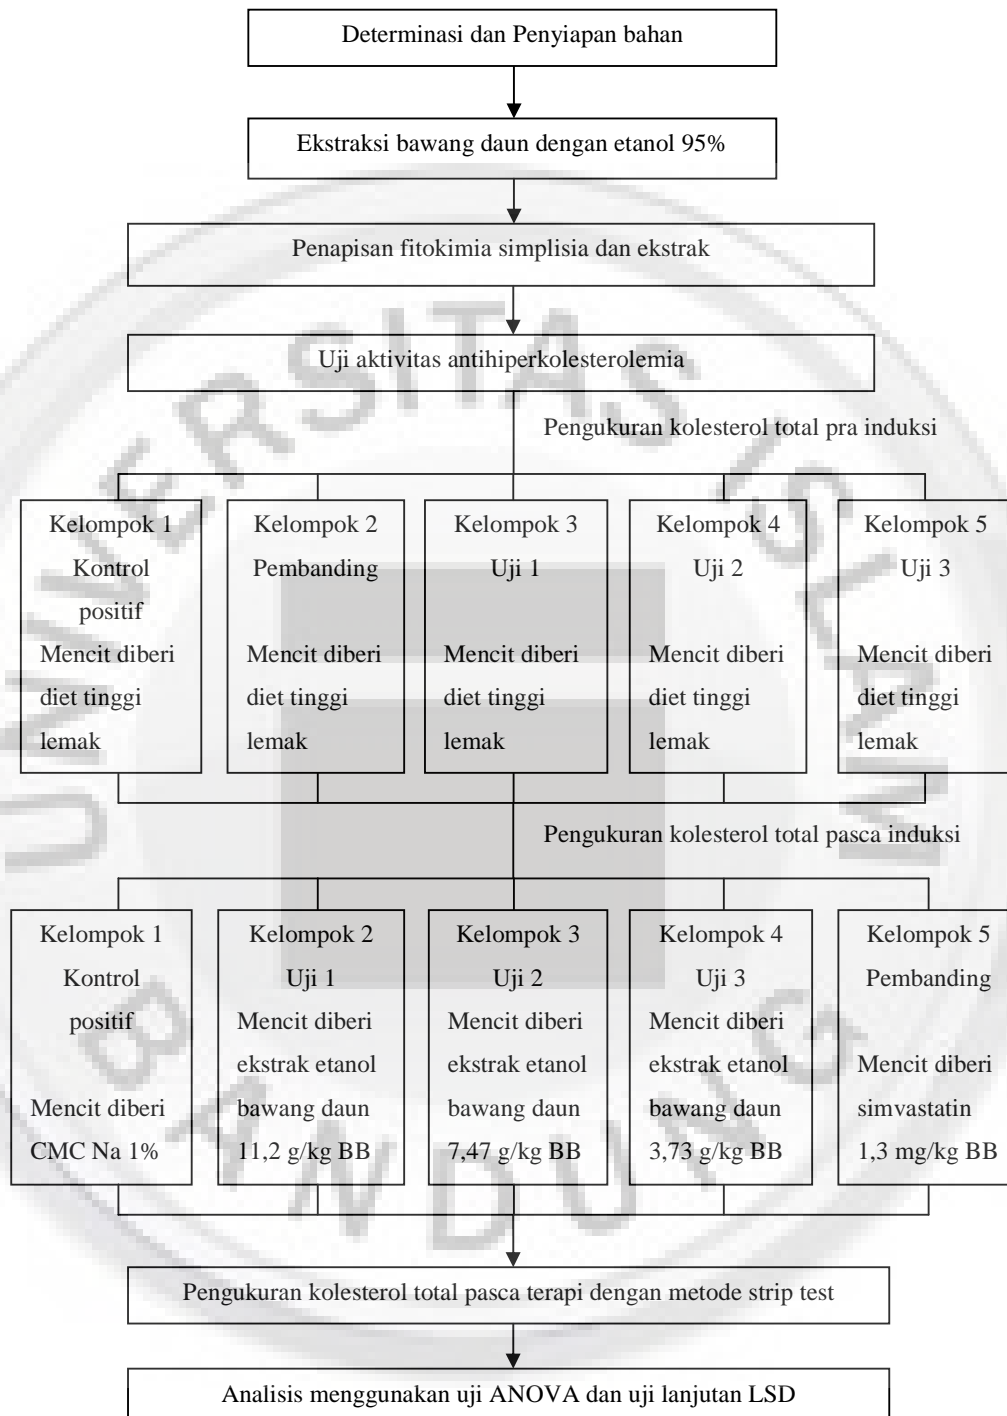 Determinasi dan Penyiapan bahan
Ekstraksi bawang daun dengan etanol 95%
Penapisan fitokimia simplisia dan ekstrak
Uji aktivitas antihiperkolesterolemia
Pengukuran kolesterol total pra induksi
Kelompok 1
Kontrol
positif
Mencit diberi
diet tinggi
lemak
Kelompok 2
Pembanding
Mencit diberi
diet tinggi
lemak
Kelompok 3
Uji 1
Mencit diberi
diet tinggi
lemak
Kelompok 4
Uji 2
Mencit diberi
diet tinggi
lemak
Kelompok 5
Uji 3
Mencit diberi
diet tinggi
lemak
Pengukuran kolesterol total pasca induksi
Kelompok 1
Kontrol
positif
Mencit diberi
CMC Na 1%
Kelompok 2
Uji 1
Mencit diberi
ekstrak etanol
bawang daun
11,2 g/kg BB
Kelompok 3
Uji 2
Mencit diberi
ekstrak etanol
bawang daun
7,47 g/kg BB
Kelompok 4
Uji 3
Mencit diberi
ekstrak etanol
bawang daun
3,73 g/kg BB
Kelompok 5
Pembanding
Mencit diberi
simvastatin
1,3 mg/kg BB
Pengukuran kolesterol total pasca terapi dengan metode strip test
Analisis menggunakan uji ANOVA dan uji lanjutan LSD
UNIVERSITAS ISLAM
BANDUNG